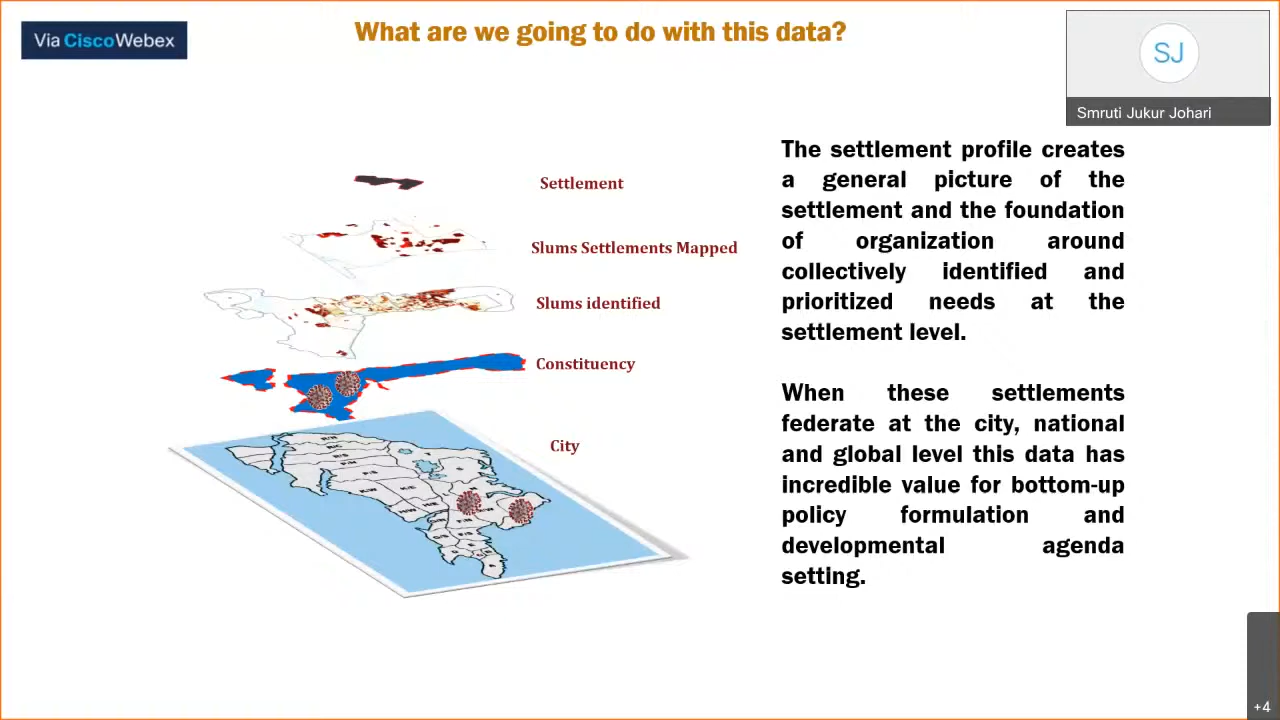 Via CiscoWebex
What are we going to do with this data?
SJ
Smruti Jukur Johari
Settlement
Slums Settlements Mapped
Slums identified
Constituency
City
The settlement profile creates
a general picture of the
settlement and the foundation
of organization around
collectively identified and
prioritized needs at the
settlement level.
When these settlements
federate at the city, national
and global level this data has
incredible value for bottom-up
policy formulation and
developmental agenda
setting.
+4